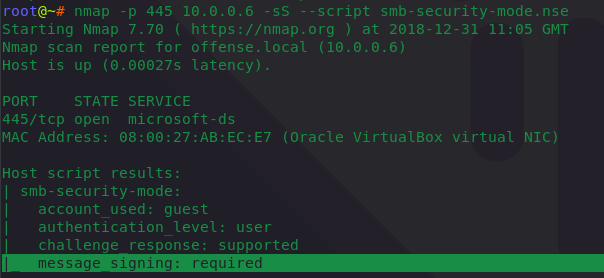 root@~# nmap -p 445 10.0.0.6 -sS --script smb-security-mode.nse
Starting Nmap 7.70 ( https://nmap.org ) at 2018-12-31 11:05 GMT
Nmap scan report for offense.local (10.0.0.6)
Host is up (0.00027s latency).
PORT    STATE SERVICE
445/tcp open  microsoft-ds
MAC Address: 08:00:27:AB:EC:E7 (Oracle VirtualBox virtual NIC)
Host script results:
| smb-security-mode:
|   account_used: guest
|   authentication_level: user
|   challenge_response: supported
|_  message_signing: required